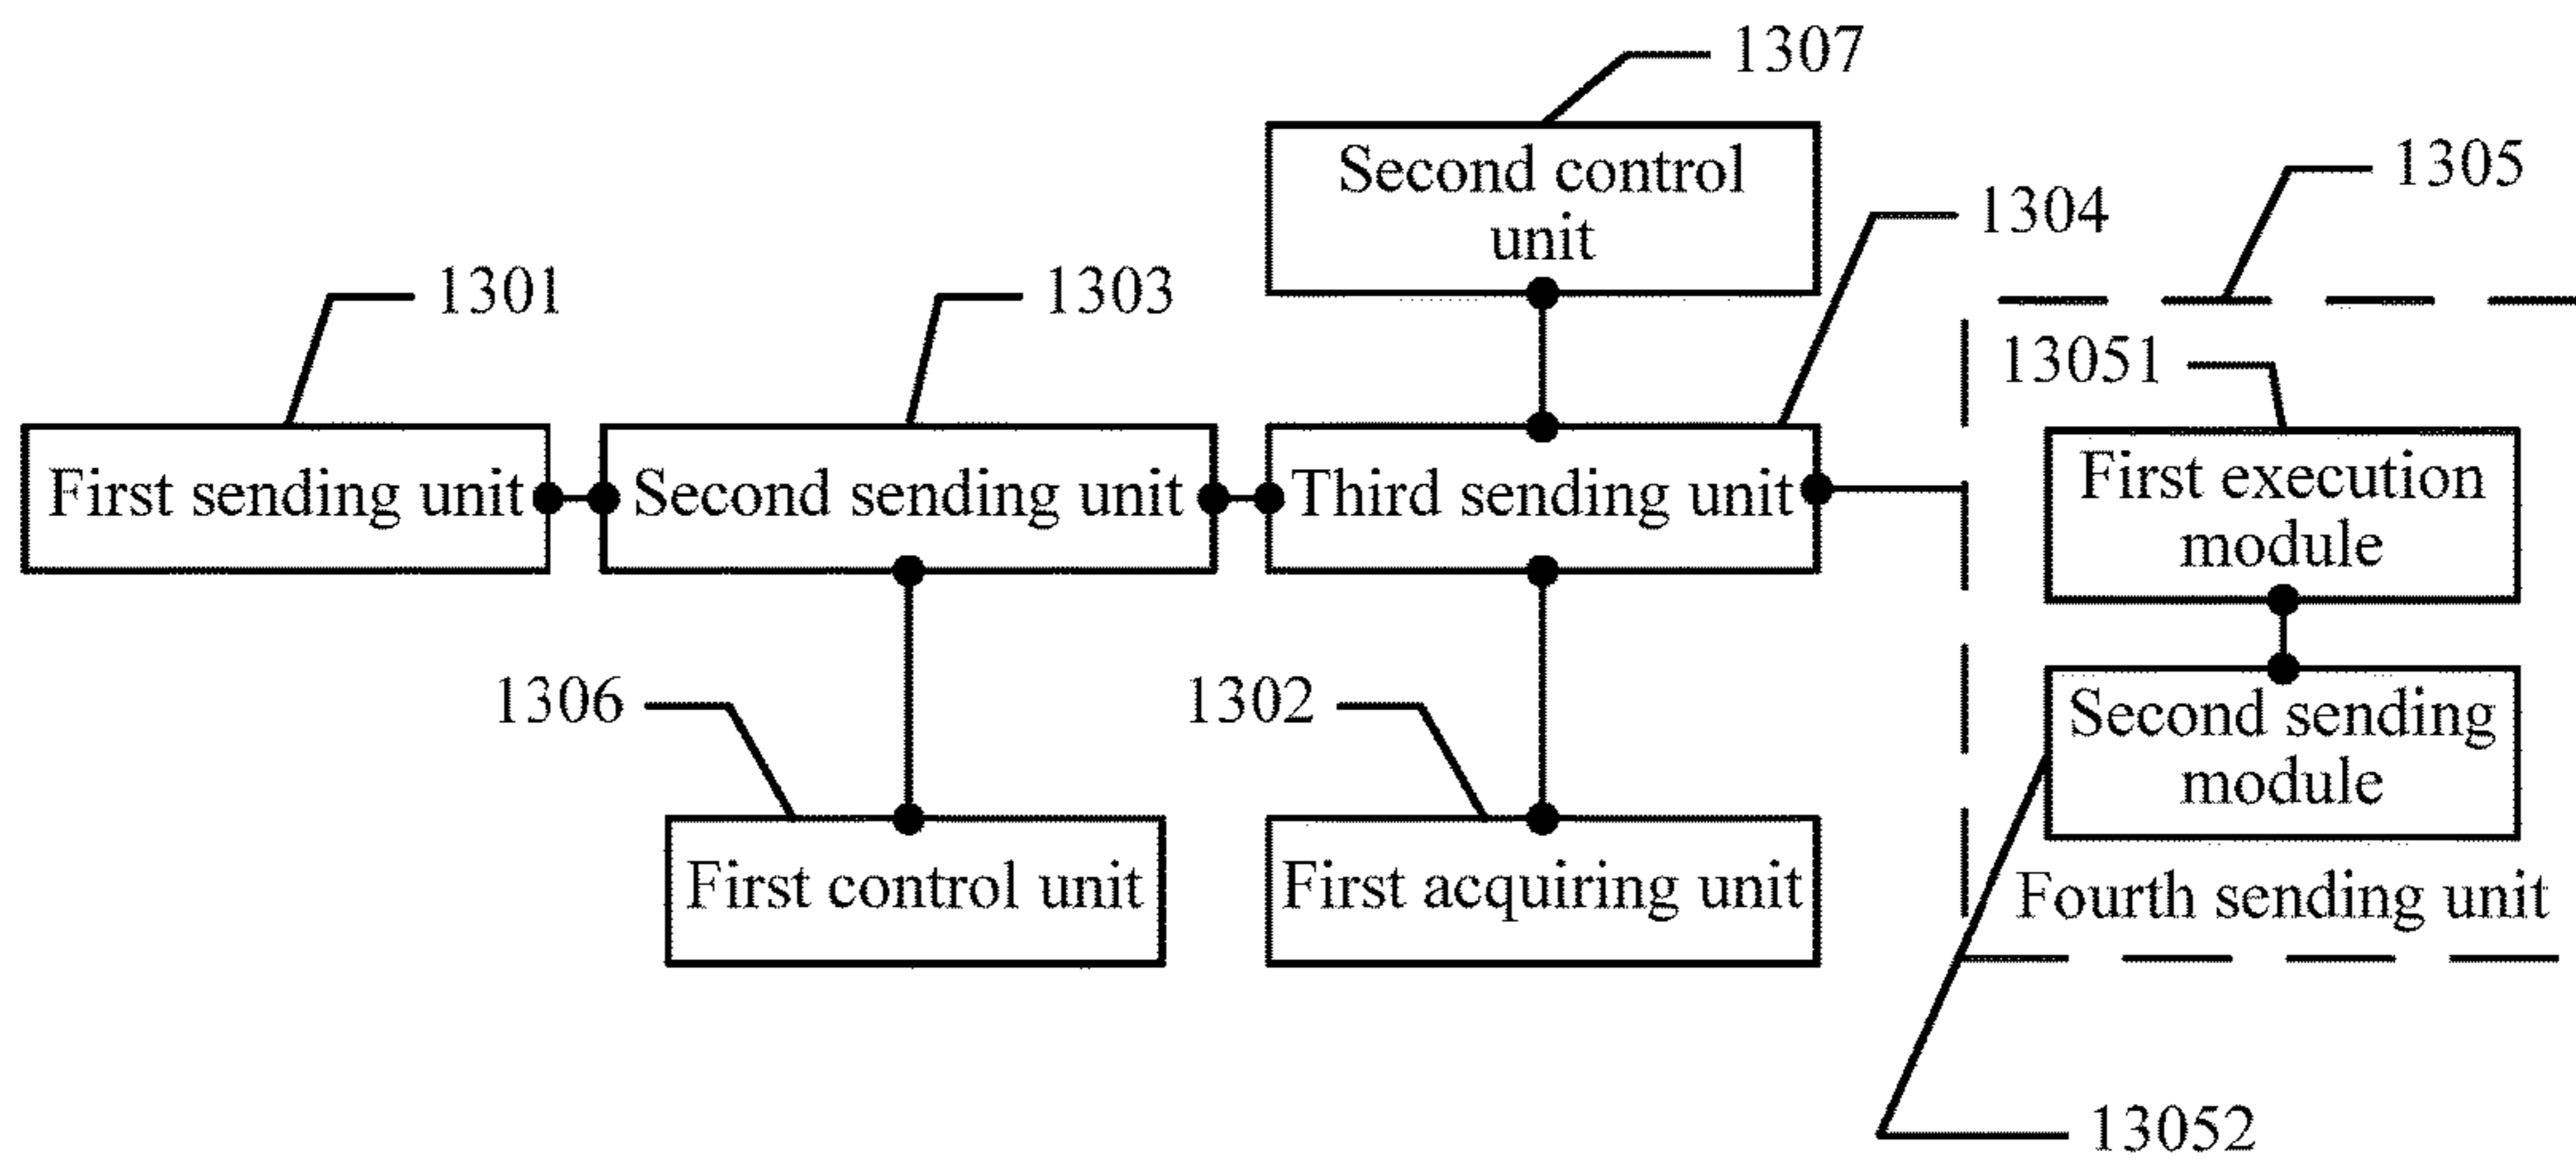 1307
Second control
unit
1305
1304
1301
1303
13051
First sending unit
Second sending unit
Third sending unit
First execution
module
1306
1302
Second sending
module
First control unit
First acquiring unit
Fourth sending unit
13052